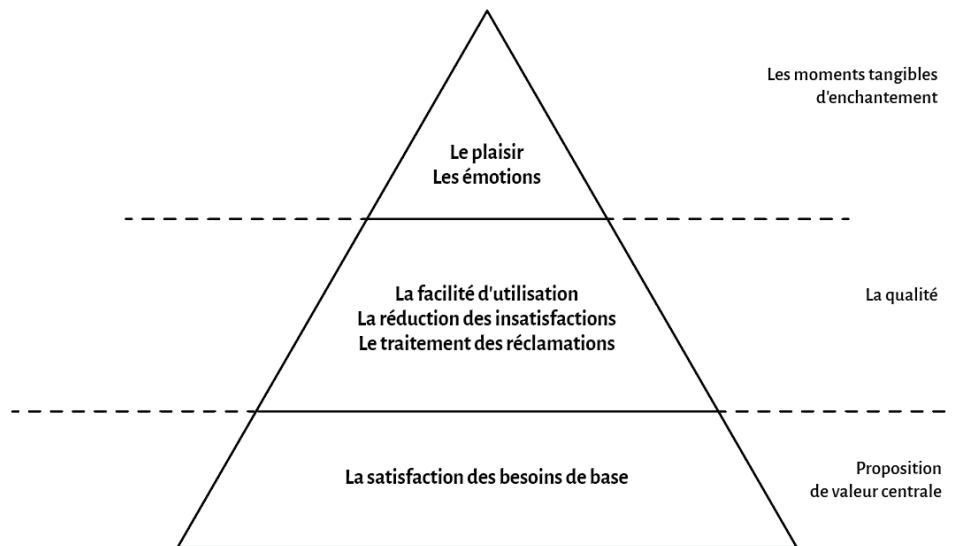 Les moments tangibles
d'enchantement
Le plaisir
Les émotions
La facilité d'utilisation
La réduction des insatisfactions
Le traitement des réclamations
La qualité
La satisfaction des besoins de base
Proposition
de valeur centrale